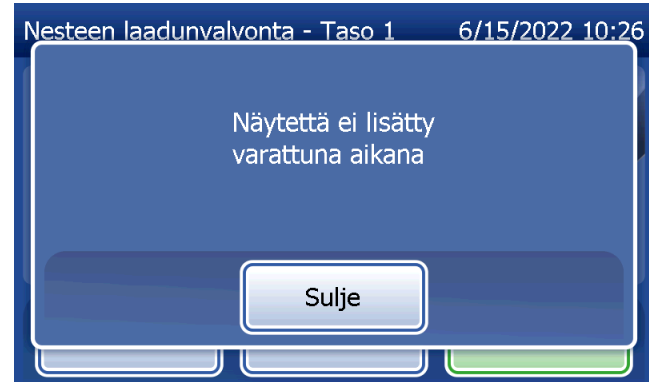 Nesteen laadunvalvonta - Taso 1 6/15/2022 10:26
Näytettä ei lisätty
varattuna aikana
Sulje